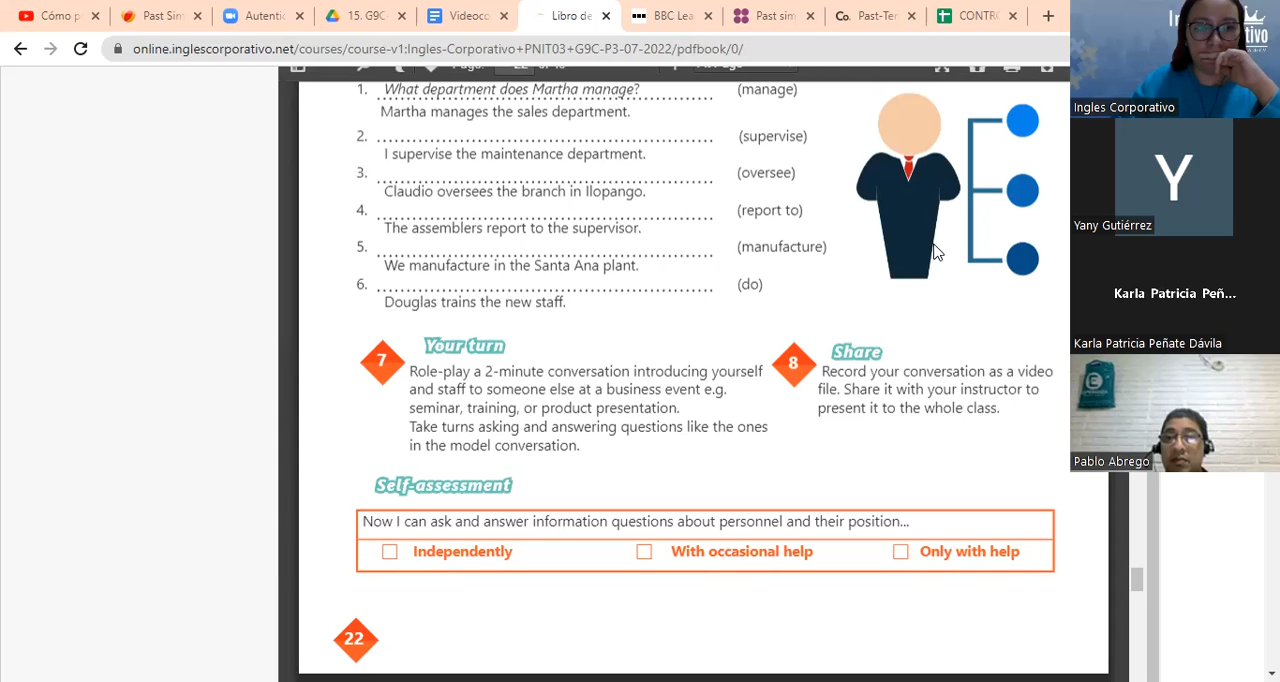 Cómo p
Past Sim
Autentic
15. G9C-
Videoco
Libro de
BBC Lea
Past sim
Past-Ten
CONTRO
online.inglescorporativo.net/courses/course-v1:Ingles-Corporativo+PNIT03+G9C-P3-07-2022/pdfbook/0/
1. What department does Martha manage? (manage)
Martha manages the sales department.
2. (supervise)
I supervise the maintenance department.
3. (oversee)
Claudio oversees the branch in Ilopango.
4. (report to)
The assemblers report to the supervisor.
5. (manufacture)
We manufacture in the Santa Ana plant.
6. (do)
Douglas trains the new staff.
7 Your turn
Role-play a 2-minute conversation introducing yourself
and staff to someone else at a business event e.g.
seminar, training, or product presentation.
Take turns asking and answering questions like the ones
in the model conversation.
8 Share
Record your conversation as a video
file. Share it with your instructor to
present it to the whole class.
Self-assessment
Now I can ask and answer information questions about personnel and their position...
Independently
With occasional help
Only with help
22
Ingles Corporativo
Y
Yany Gutiérrez
Karla Patricia Peñ...
Karla Patricia Peñate Dávila
Pablo Abrego